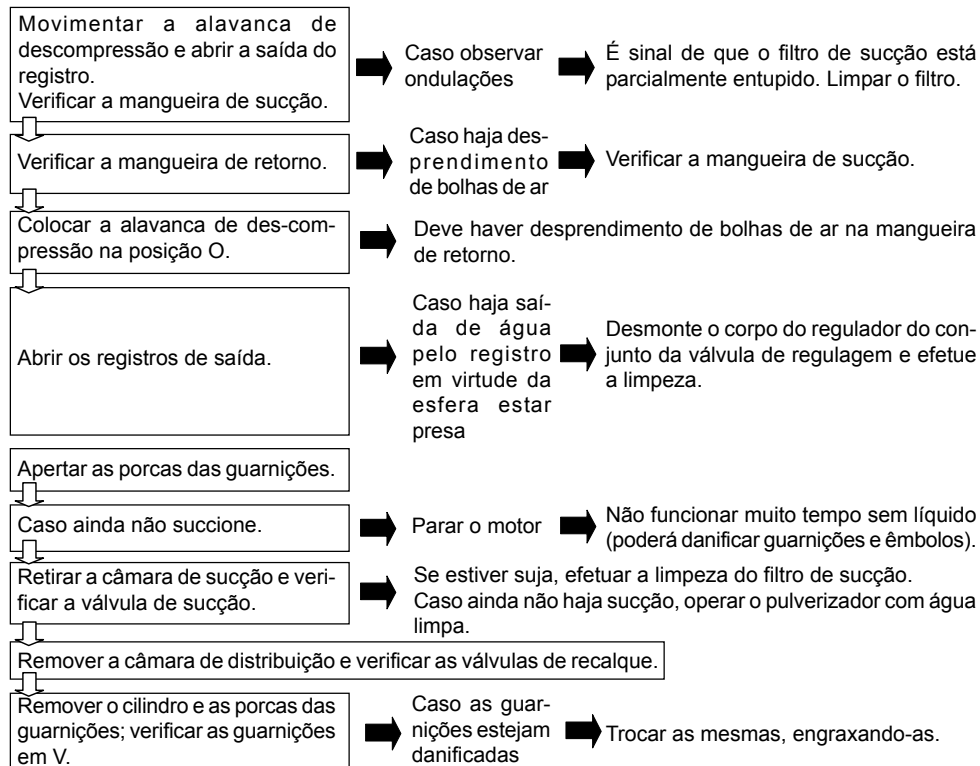 Movimentar a alavanca de
descompressão e abrir a saída do
registro.
Verificar a mangueira de sucção.
Caso observar
ondulações
É sinal de que o filtro de sucção está
parcialmente entupido. Limpar o filtro.
Verificar a mangueira de retorno.
Caso haja des-
prendimento
de bolhas de ar
Verificar a mangueira de sucção.
Colocar a alavanca de des-com-
pressão na posição O.
Deve haver desprendimento de bolhas de ar na mangueira
de retorno.
Abrir os registros de saída.
Caso haja saí-
da de água
pelo registro
em virtude da
esfera estar
presa
Desmonte o corpo do regulador do con-
junto da válvula de regulagem e efetue
a limpeza.
Apertar as porcas das guarnições.
Caso ainda não succione.
Parar o motor
Não funcionar muito tempo sem líquido
(poderá danificar guarnições e êmbolos).
Retirar a câmara de sucção e veri-
ficar a válvula de sucção.
Se estiver suja, efetuar a limpeza do filtro de sucção.
Caso ainda não haja sucção, operar o pulverizador com água
limpa.
Remover a câmara de distribuição e verificar as válvulas de recalque.
Remover o cilindro e as porcas das
guarnições; verificar as guarnições
em V.
Caso as guar-
nições estejam
danificadas
Trocar as mesmas, engraxando-as.